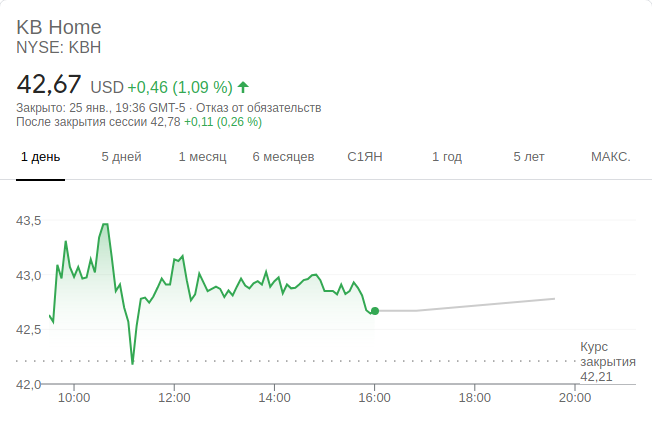 KB Home
NYSE: KBH
42,67 USD +0,46 (1,09 %)
Закрыто: 25 янв., 19:36 GMT-5 · Отказ от обязательств
После закрытия сессии 42,78 +0,11 (0,26 %)
1 день 5 дней 1 месяц 6 месяцев С1ЯН 1 год 5 лет МАКС.
43,5
43,0
42,5
Курс
закрытия
42,21
42,0
10:00 12:00 14:00 16:00 18:00 20:00